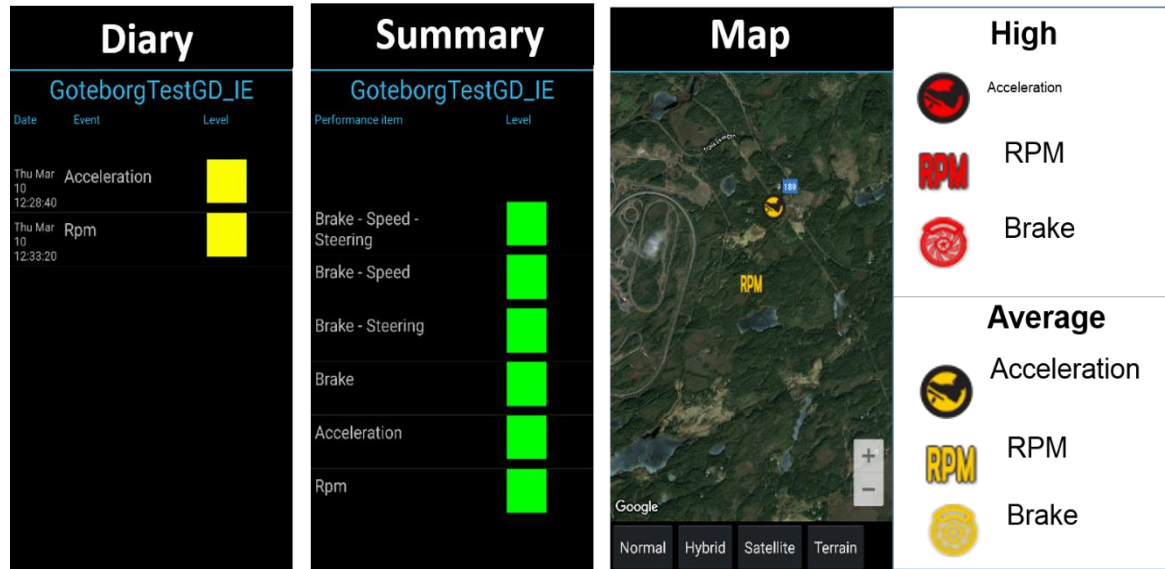 Diary
GoteborgTestGD_IE
Date Event Level
Thu Mar
10
12:28:40
Acceleration
Thu Mar
10
12:33:20
Rpm
Summary
GoteborgTestGD_IE
Performance item Level
Brake - Speed -
Steering
Brake - Speed
Brake - Steering
Brake
Acceleration
Rpm
Map
180
RPM
+
−
Google
Normal Hybrid Satellite Terrain
High
Acceleration
RPM
RPM
Brake
Average
Acceleration
RPM
RPM
Brake